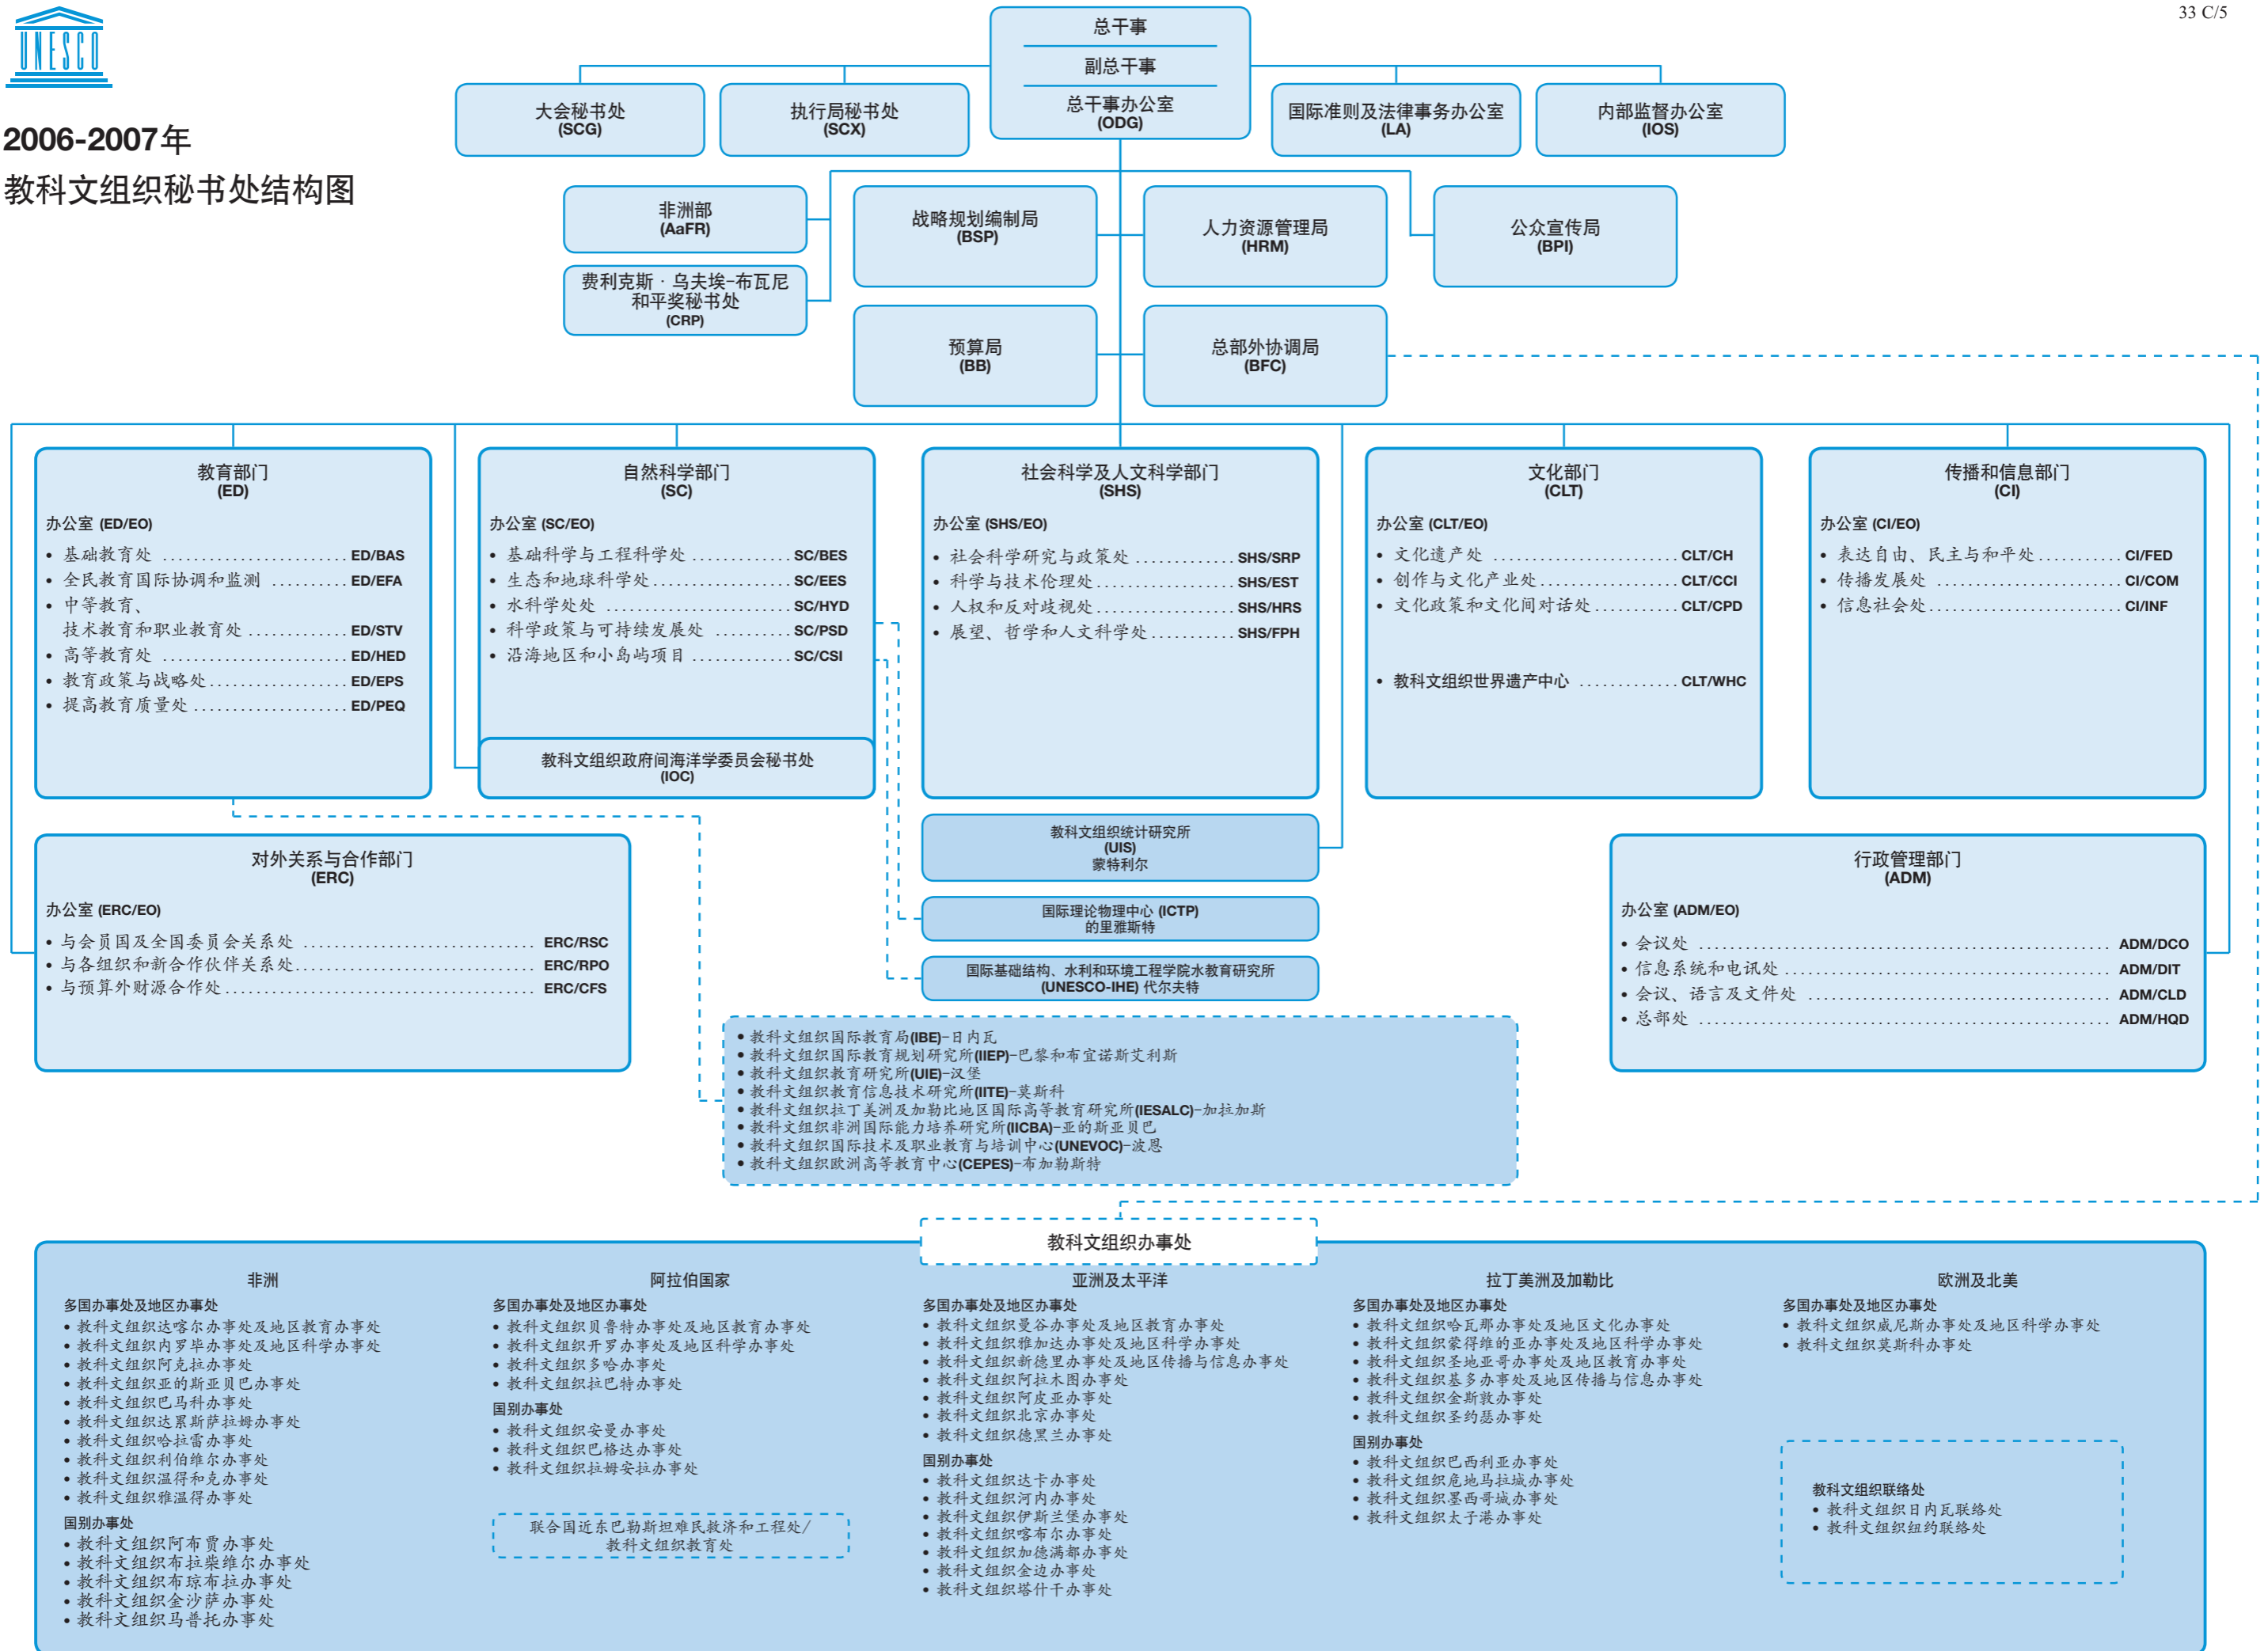 33 C/5
UNESCO
2006-2007年
教科文组织秘书处结构图
总干事
副总干事
总干事办公室
(ODG)
大会秘书处
(SCG)
执行局秘书处
(SCX)
国际准则及法律事务办公室
(LA)
内部监督办公室
(IOS)
非洲部
(AaFR)
费利克斯·乌夫埃-布瓦尼
和平奖秘书处
(CRP)
战略规划编制局
(BSP)
人力资源管理局
(HRM)
公众宣传局
(BPI)
预算局
(BB)
总部外协调局
(BFC)
教育部门
(ED)
办公室 (ED/EO)
• 基础教育处 ........................ ED/BAS
• 全民教育国际协调和监测 .......... ED/EFA
• 中等教育、
技术教育和职业教育处 ............. ED/STV
• 高等教育处 ........................ ED/HED
• 教育政策与战略处.................. ED/EPS
• 提高教育质量处 .................... ED/PEQ
自然科学部门
(SC)
办公室 (SC/EO)
• 基础科学与工程科学处 ............. SC/BES
• 生态和地球科学处.................. SC/EES
• 水科学处处 ........................ SC/HYD
• 科学政策与可持续发展处 .......... SC/PSD
• 沿海地区和小岛屿项目 ............. SC/CSI
教科文组织政府间海洋学委员会秘书处
(IOC)
社会科学及人文科学部门
(SHS)
办公室 (SHS/EO)
• 社会科学研究与政策处 ............. SHS/SRP
• 科学与技术伦理处.................. SHS/EST
• 人权和反对歧视处.................. SHS/HRS
• 展望、哲学和人文科学处 ........... SHS/FPH
文化部门
(CLT)
办公室 (CLT/EO)
• 文化遗产处 ........................ CLT/CH
• 创作与文化产业处.................. CLT/CCI
• 文化政策和文化间对话处 ........... CLT/CPD
• 教科文组织世界遗产中心 ............. CLT/WHC
传播和信息部门
(CI)
办公室 (CI/EO)
• 表达自由、民主与和平处 ........... CI/FED
• 传播发展处 ........................ CI/COM
• 信息社会处......................... CI/INF
教科文组织统计研究所
(UIS)
蒙特利尔
国际理论物理中心 (ICTP)
的里雅斯特
国际基础结构、水利和环境工程学院水教育研究所
(UNESCO-IHE) 代尔夫特
对外关系与合作部门
(ERC)
办公室 (ERC/EO)
• 与会员国及全国委员会关系处 .............................. ERC/RSC
• 与各组织和新合作伙伴关系处............................... ERC/RPO
• 与预算外财源合作处 ........................................ ERC/CFS
行政管理部门
(ADM)
办公室 (ADM/EO)
• 会议处 ..................................................... ADM/DCO
• 信息系统和电讯处 .......................................... ADM/DIT
• 会议、语言及文件处 ....................................... ADM/CLD
• 总部处 ..................................................... ADM/HQD
• 教科文组织国际教育局(IBE)-日内瓦
• 教科文组织国际教育规划研究所(IIEP)-巴黎和布宜诺斯艾利斯
• 教科文组织教育研究所(UIE)-汉堡
• 教科文组织教育信息技术研究所(IITE)-莫斯科
• 教科文组织拉丁美洲及加勒比地区国际高等教育研究所(IESALC)-加拉加斯
• 教科文组织非洲国际能力培养研究所(IICBA)-亚的斯亚贝巴
• 教科文组织国际技术及职业教育与培训中心(UNEVOC)-波恩
• 教科文组织欧洲高等教育中心(CEPES)-布加勒斯特
教科文组织办事处
非洲
多国办事处及地区办事处
• 教科文组织达喀尔办事处及地区教育办事处
• 教科文组织内罗毕办事处及地区科学办事处
• 教科文组织阿克拉办事处
• 教科文组织亚的斯亚贝巴办事处
• 教科文组织巴马科办事处
• 教科文组织达累斯萨拉姆办事处
• 教科文组织哈拉雷办事处
• 教科文组织利伯维尔办事处
• 教科文组织温得和克办事处
• 教科文组织雅温得办事处
国别办事处
• 教科文组织阿布贾办事处
• 教科文组织布拉柴维尔办事处
• 教科文组织布琼布拉办事处
• 教科文组织金沙萨办事处
• 教科文组织马普托办事处
阿拉伯国家
多国办事处及地区办事处
• 教科文组织贝鲁特办事处及地区教育办事处
• 教科文组织开罗办事处及地区科学办事处
• 教科文组织多哈办事处
• 教科文组织拉巴特办事处
国别办事处
• 教科文组织安曼办事处
• 教科文组织巴格达办事处
• 教科文组织拉姆安拉办事处
联合国近东巴勒斯坦难民救济和工程处/
教科文组织教育处
亚洲及太平洋
多国办事处及地区办事处
• 教科文组织曼谷办事处及地区教育办事处
• 教科文组织雅加达办事处及地区科学办事处
• 教科文组织新德里办事处及地区传播与信息办事处
• 教科文组织阿拉木图办事处
• 教科文组织阿皮亚办事处
• 教科文组织北京办事处
• 教科文组织德黑兰办事处
国别办事处
• 教科文组织达卡办事处
• 教科文组织河内办事处
• 教科文组织伊斯兰堡办事处
• 教科文组织喀布尔办事处
• 教科文组织加德满都办事处
• 教科文组织金边办事处
• 教科文组织塔什干办事处
拉丁美洲及加勒比
多国办事处及地区办事处
• 教科文组织哈瓦那办事处及地区文化办事处
• 教科文组织蒙得维的亚办事处及地区科学办事处
• 教科文组织圣地亚哥办事处及地区教育办事处
• 教科文组织基多办事处及地区传播与信息办事处
• 教科文组织金斯敦办事处
• 教科文组织圣约瑟办事处
国别办事处
• 教科文组织巴西利亚办事处
• 教科文组织危地马拉城办事处
• 教科文组织墨西哥城办事处
• 教科文组织太子港办事处
欧洲及北美
多国办事处及地区办事处
• 教科文组织威尼斯办事处及地区科学办事处
• 教科文组织莫斯科办事处
教科文组织联络处
• 教科文组织日内瓦联络处
• 教科文组织纽约联络处